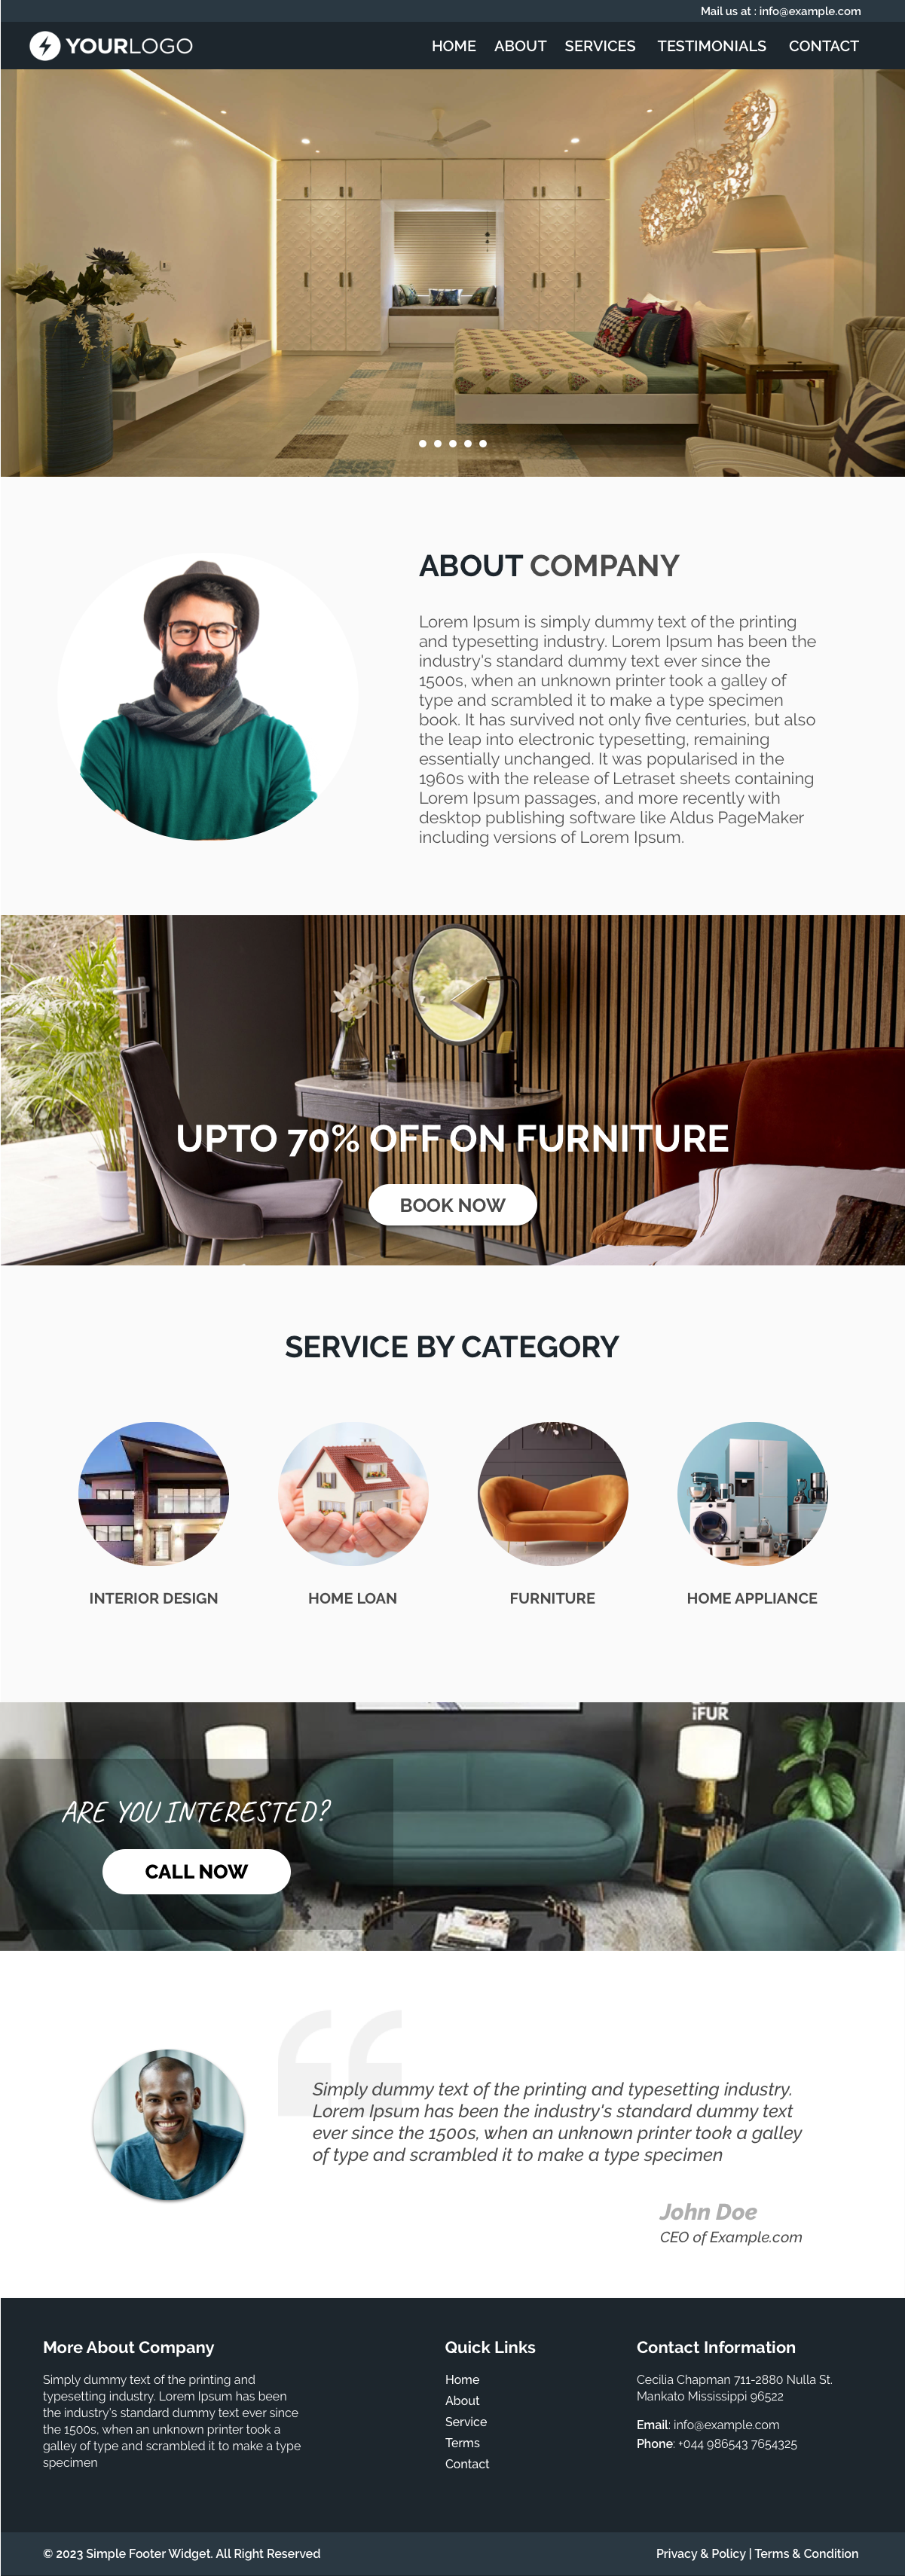 Mail us at : info@example.com
YOURLOGO
HOME ABOUT SERVICES TESTIMONIALS CONTACT
ABOUT COMPANY
Lorem Ipsum is simply dummy text of the printing
and typesetting industry. Lorem Ipsum has been the
industry's standard dummy text ever since the
1500s, when an unknown printer took a galley of
type and scrambled it to make a type specimen
book. It has survived not only five centuries, but also
the leap into electronic typesetting, remaining
essentially unchanged. It was popularised in the
1960s with the release of Letraset sheets containing
Lorem Ipsum passages, and more recently with
desktop publishing software like Aldus PageMaker
including versions of Lorem Ipsum.
UPTO 70% OFF ON FURNITURE
BOOK NOW
SERVICE BY CATEGORY
INTERIOR DESIGN
HOME LOAN
FURNITURE
HOME APPLIANCE
iFUR
ARE YOU INTERESTED?
CALL NOW
Simply dummy text of the printing and typesetting industry.
Lorem Ipsum has been the industry's standard dummy text
ever since the 1500s, when an unknown printer took a galley
of type and scrambled it to make a type specimen
John Doe
CEO of Example.com
More About Company
Simply dummy text of the printing and
typesetting industry. Lorem Ipsum has been
the industry's standard dummy text ever since
the 1500s, when an unknown printer took a
galley of type and scrambled it to make a type
specimen
Quick Links
Home
About
Service
Terms
Contact
Contact Information
Cecilia Chapman 711-2880 Nulla St.
Mankato Mississippi 96522
Email: info@example.com
Phone: +044 986543 7654325
© 2023 Simple Footer Widget. All Right Reserved
Privacy & Policy | Terms & Condition